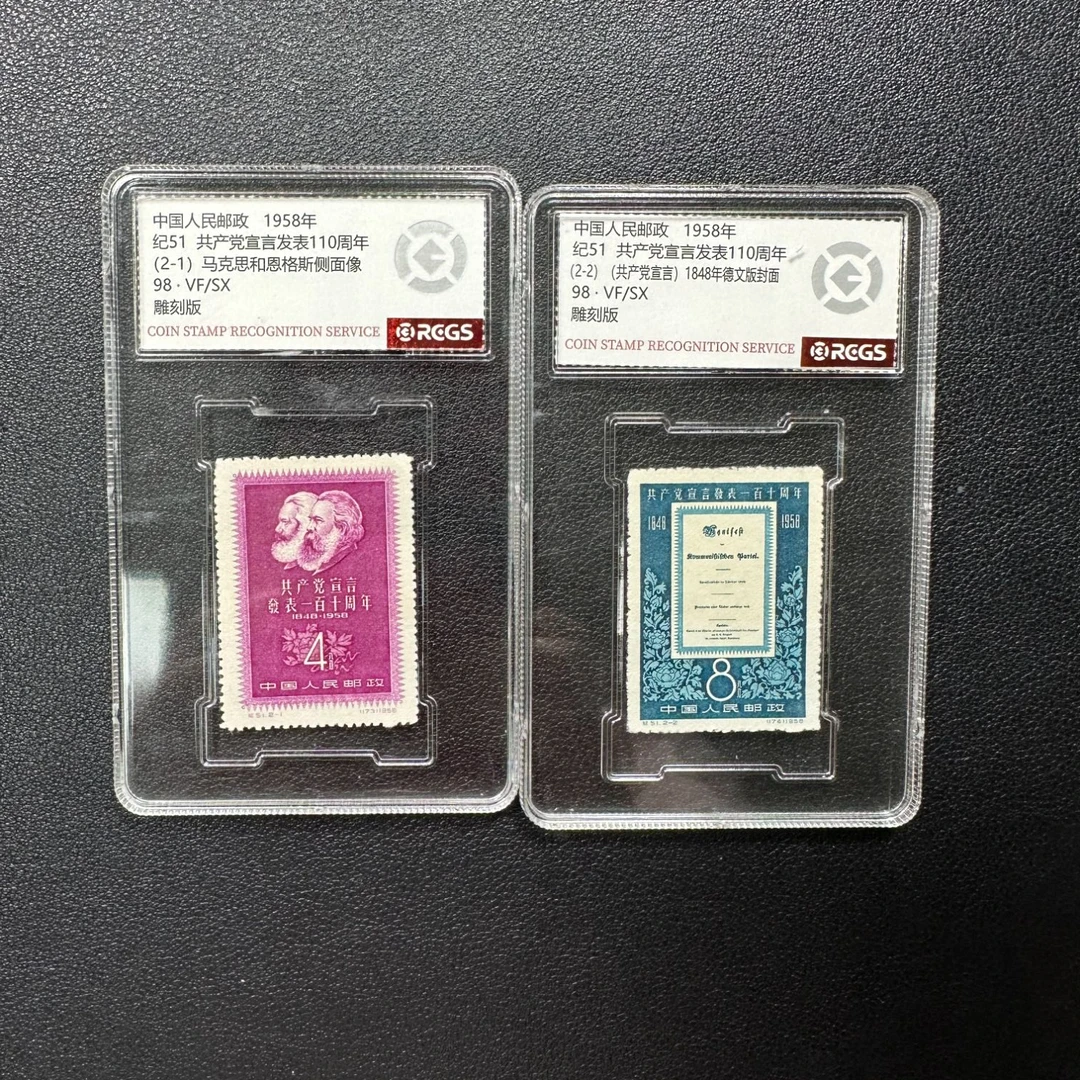 中国人民邮政 1958年
纪51 共产党宣言发表110周年
(2-1) 马克思和恩格斯侧面像
98 · VF/SX
雕刻版
COIN STAMP RECOGNITION SERVICE
RCGS
共产党宣言
發表一百十周年
1848·1958
4
中国人民邮政
纪51.2-1
中国人民邮政 1958年
纪51 共产党宣言发表110周年
(2-2) (共产党宣言) 1848年德文版封面
98 · VF/SX
雕刻版
COIN STAMP RECOGNITION SERVICE
RCGS
共产党宣言發表一百十周年
1848 1958
Manifest
Kommunistischen Partei.
8
中国人民邮政
纪51.2-2